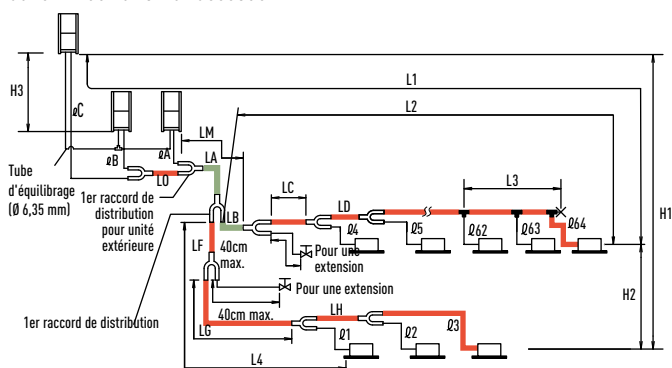 L1
L2
H3
ℓC
LM
ℓB
ℓA
LA
LO
Tube
d'équilibrage
(Ø 6,35 mm)
1er raccord de
distribution
pour unité
extérieure
LB
LC
LD
L3
H1
ℓ4
ℓ5
ℓ62
ℓ63
ℓ64
LF
40cm
max.
Pour une
extension
H2
Pour une extension
1er raccord de distribution
40cm max.
LG
LH
ℓ1
ℓ2
ℓ3
L4